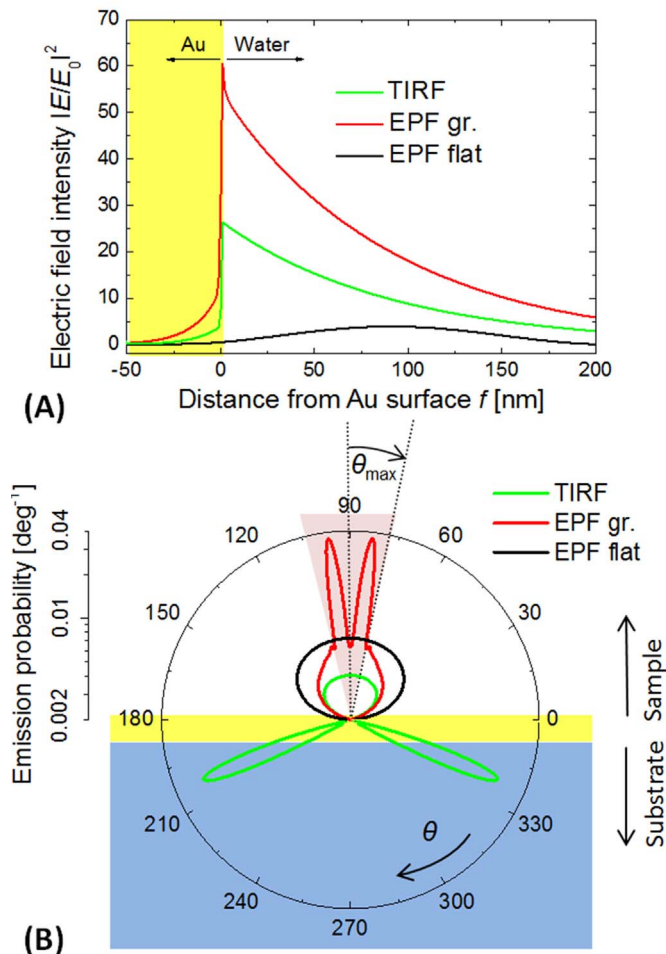 Electric field intensity |E/E₀|²
70
60
50
40
30
20
10
0
Au Water
TIRF
EPF gr.
EPF flat
-50 0 50 100 150 200
Distance from Au surface f [nm]
(A)
θmax
Emission probability [deg⁻¹]
0.04
0.01
0.002
TIRF
EPF gr.
EPF flat
90
120 60
150 30
180 0
210 330
240 300
270
θ
Sample
Substrate
(B)